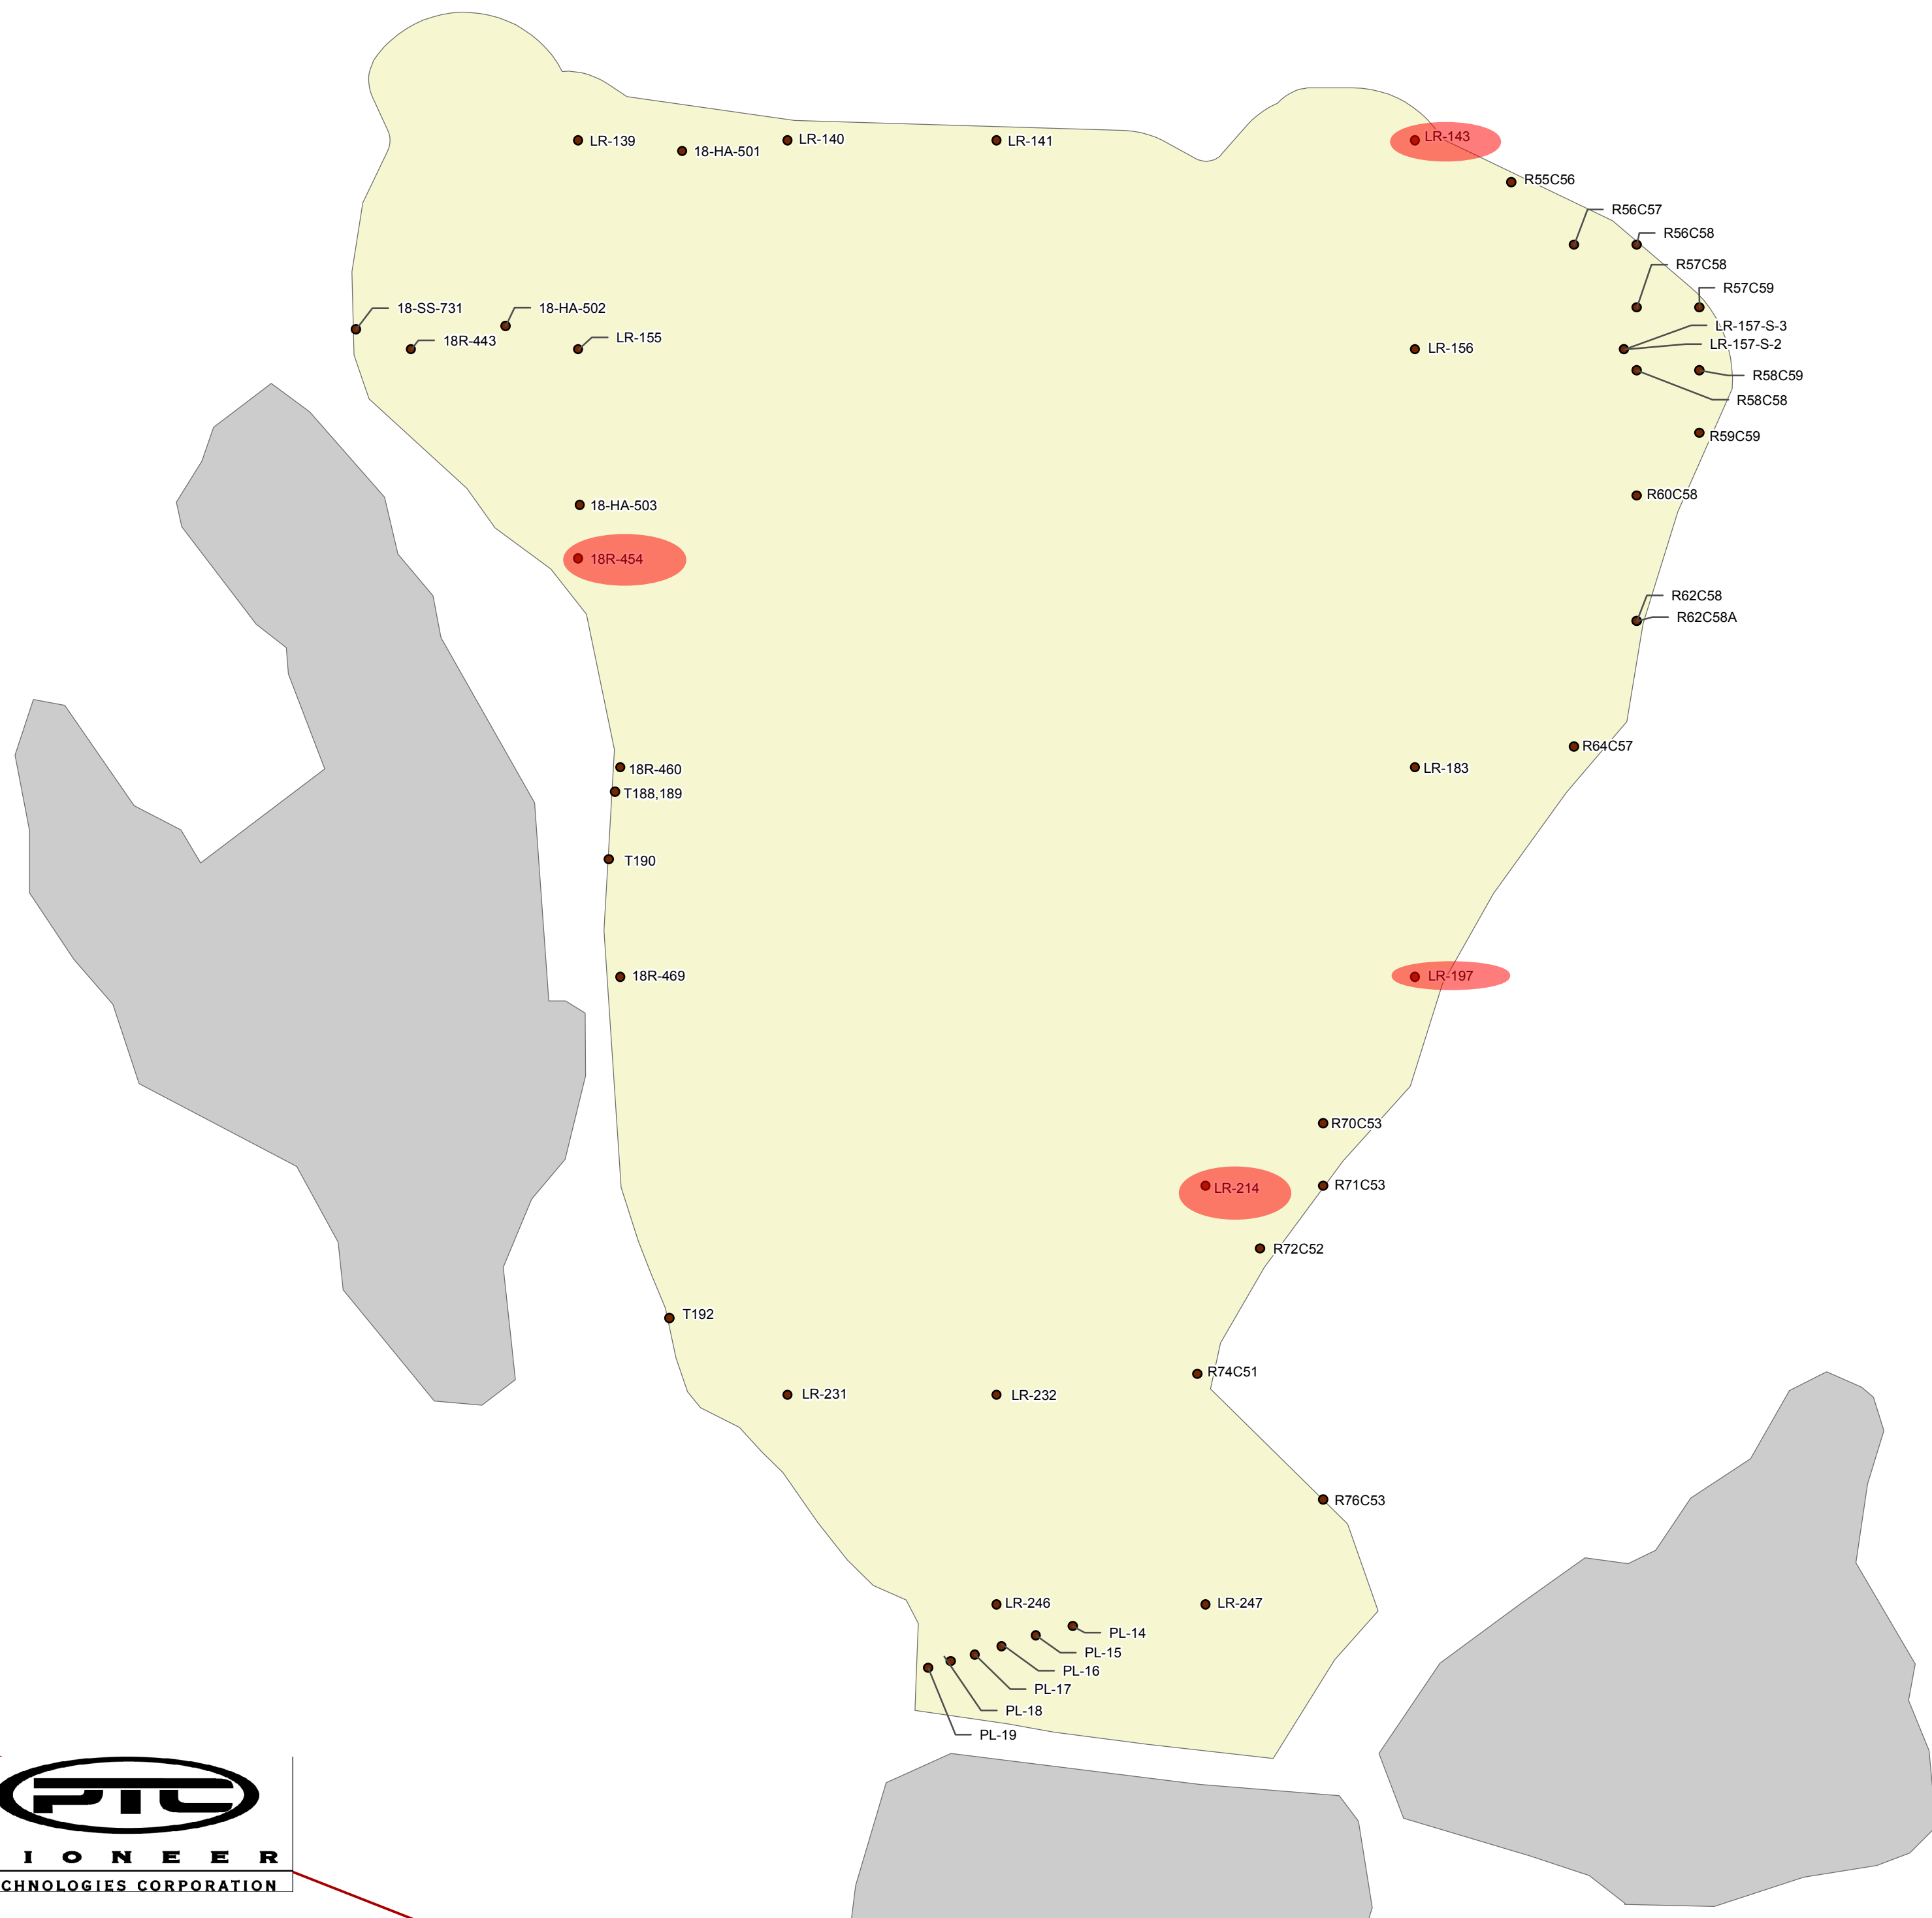 LR-143
LR-139
LR-140
LR-141
18-HA-501
R55C56
R56C57
R56C58
R57C58
R57C59
18-SS-731
18-HA-502
LR-157-S-3
18R-443
LR-155
LR-157-S-2
LR-156
R58C59
R58C58
R59C59
R60C58
18-HA-503
18R-454
R62C58
R62C58A
R64C57
18R-460
LR-183
T188,189
T190
18R-469
LR-197
R70C53
R71C53
LR-214
R72C52
T192
R74C51
LR-231
LR-232
R76C53
LR-246
LR-247
PL-14
PL-15
PL-16
PL-17
PL-18
PL-19
PTC
IONEER
CHNOLOGIES CORPORATION